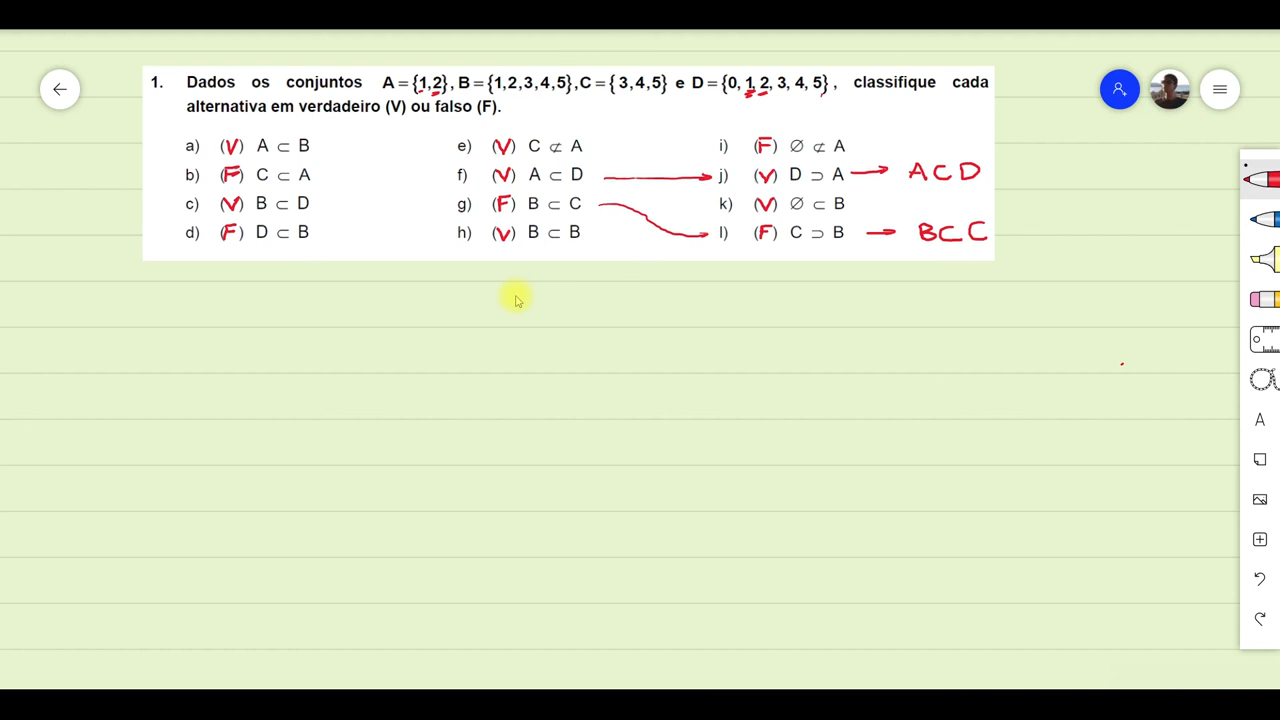 1. Dados os conjuntos A = {1,2}, B = {1,2,3,4,5}, C = { 3,4,5} e D = {0, 1, 2, 3, 4, 5} , classifique cada
alternativa em verdadeiro (V) ou falso (F).
a) (V) A ⊂ B
b) (F) C ⊂ A
c) (V) B ⊂ D
d) (F) D ⊂ B
e) (V) C ⊄ A
f) (V) A ⊂ D
g) (F) B ⊂ C
h) (V) B ⊂ B
i) (F) ∅ ⊄ A
j) (V) D ⊃ A → A ⊂ D
k) (V) ∅ ⊂ B
l) (F) C ⊃ B → B ⊂ C
A